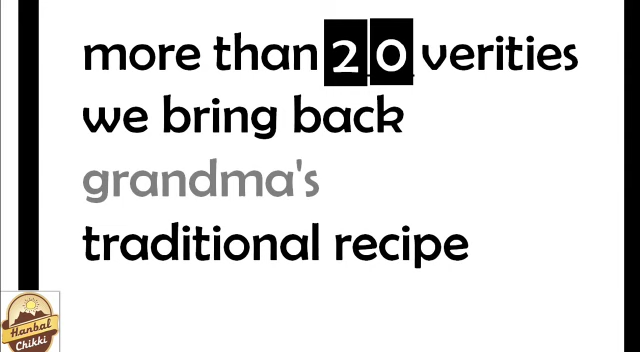 more than 20 verities
we bring back
grandma's
traditional recipe
Hanbal
Chikki